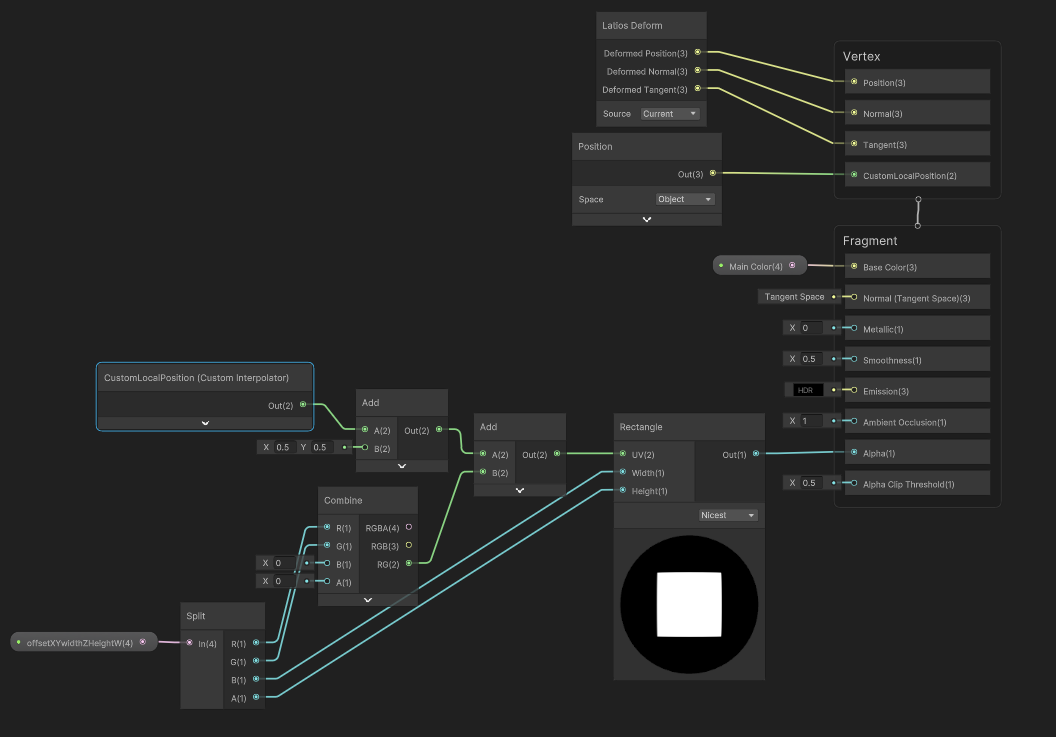 Latios Deform
Deformed Position(3)
Deformed Normal(3)
Deformed Tangent(3)
Source Current
Position
Out(3)
Space Object
Vertex
Position(3)
Normal(3)
Tangent(3)
CustomLocalPosition(2)
Fragment
Main Color(4) Base Color(3)
Tangent Space Normal (Tangent Space)(3)
X 0 Metallic(1)
X 0.5 Smoothness(1)
HDR Emission(3)
X 1 Ambient Occlusion(1)
Alpha(1)
X 0.5 Alpha Clip Threshold(1)
CustomLocalPosition (Custom Interpolator)
Out(2)
Add
A(2) Out(2)
X 0.5 Y 0.5 B(2)
Add
A(2) Out(2)
B(2)
Rectangle
UV(2) Out(1)
Width(1)
Height(1)
Nicest
Combine
R(1) RGBA(4)
G(1) RGB(3)
X 0 B(1) RG(2)
X 0 A(1)
Split
offsetXYwidthZHeightW(4) In(4) R(1)
G(1)
B(1)
A(1)